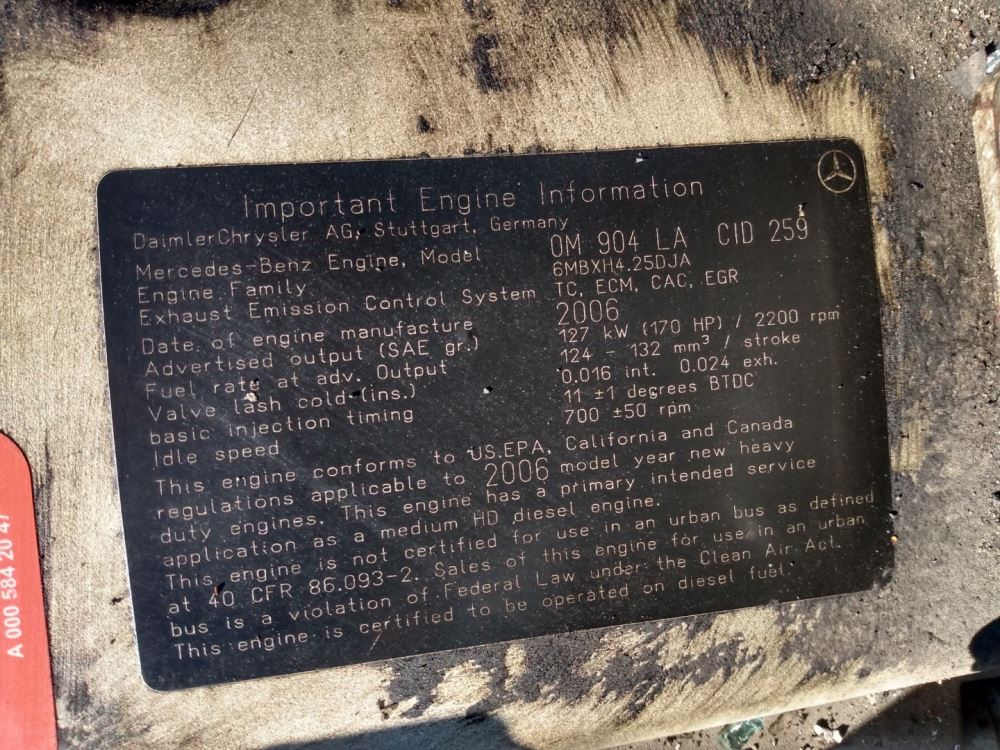 Important Engine Information
DaimlerChrysler AG, Stuttgart, Germany
Mercedes-Benz Engine, Model OM 904 LA CID 259
Engine Family 6MBXH4.25DJA
Exhaust Emission Control System TC, ECM, CAC, EGR
Date of engine manufacture 2006
Advertised output (SAE gr.) 127 kW (170 HP) / 2200 rpm
Fuel rate at adv. Output 124 - 132 mm³ / stroke
Valve lash cold (ins.) 0.016 int. 0.024 exh.
basic injection timing 11 ±1 degrees BTDC
Idle speed 700 ±50 rpm
This engine conforms to US.EPA, California and Canada
regulations applicable to 2006 model year new heavy
duty engines. This engine has a primary intended service
application as a medium HD diesel engine.
This engine is not certified for use in an urban bus as defined
at 40 CFR 86.093-2. Sales of this engine for use in an urban
bus is a violation of Federal Law under the Clean Air Act.
This engine is certified to be operated on diesel fuel.
A 000 584 20 47